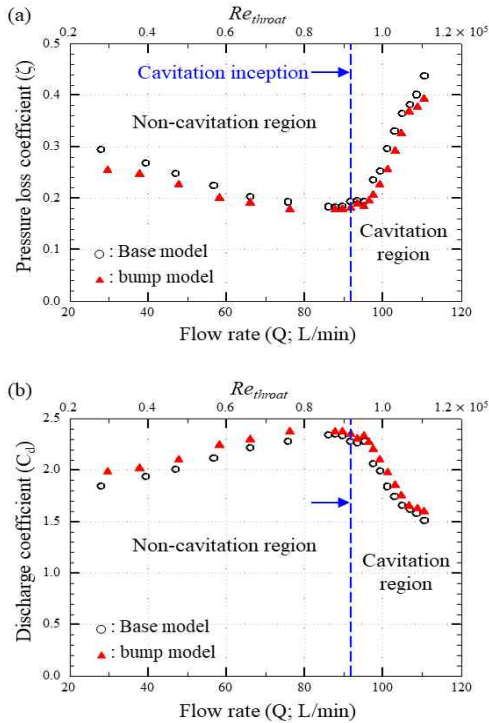 (a)
Re_throat
0.2 0.4 0.6 0.8 1.0 1.2 × 10⁵
Pressure loss coefficient (ζ)
0.5
0.4
0.3
0.2
0.1
0.0
Cavitation inception
Non-cavitation region
Cavitation
region
: Base model
: bump model
20 40 60 80 100 120
Flow rate (Q; L/min)
(b)
Re_throat
0.2 0.4 0.6 0.8 1.0 1.2 × 10⁵
Discharge coefficient (C_d)
2.5
2.0
1.5
1.0
0.5
0.0
Non-cavitation region
Cavitation
region
: Base model
: bump model
20 40 60 80 100 120
Flow rate (Q; L/min)